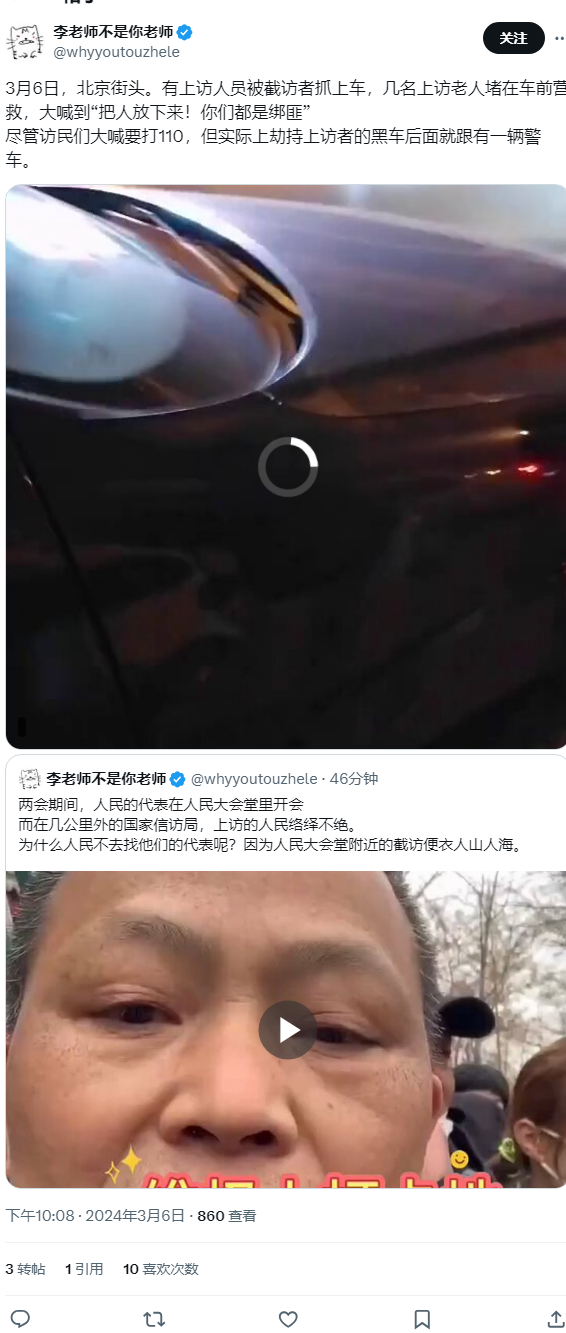 李老师不是你老师
@whyyoutouzhele
关注
3月6日，北京街头。有上访人员被截访者抓上车，几名上访老人堵在车前营
救，大喊到“把人放下来！你们都是绑匪”
尽管访民们大喊要打110，但实际上劫持上访者的黑车后面就跟有一辆警
车。
李老师不是你老师 @whyyoutouzhele · 46分钟
两会期间，人民的代表在人民大会堂里开会
而在几公里外的国家信访局，上访的人民络绎不绝。
为什么人民不去找他们的代表呢？因为人民大会堂附近的截访便衣人山人海。
下午10:08 · 2024年3月6日 · 860 查看
3 转帖 1 引用 10 喜欢次数